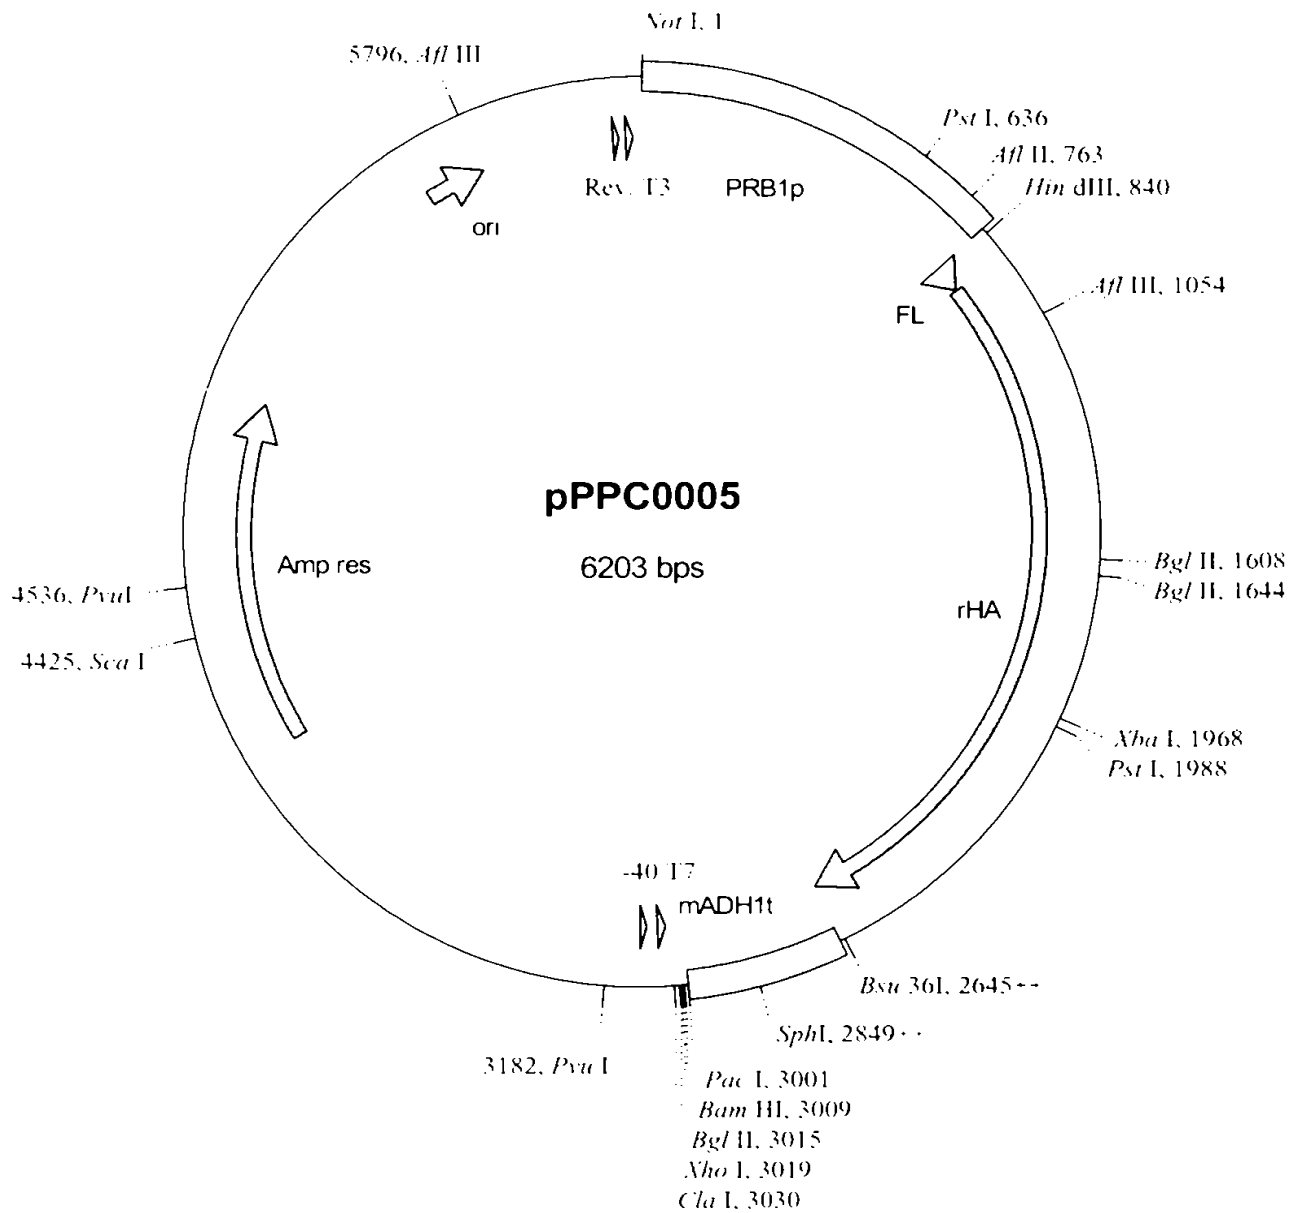 Not I, 1
5796, Afl III
Pst I, 636
Afl II, 763
Hin dIII, 840
Rev. T3
PRB1p
ori
Afl III, 1054
FL
pPPC0005
6203 bps
Amp res
Bgl II, 1608
Bgl II, 1644
4536, PvuI
rHA
4425, Sca I
Xba I, 1968
Pst I, 1988
-40 T7
mADH1t
Bsu 36I, 2645
SphI, 2849
3182, Pvu I
Pac I, 3001
Bam HI, 3009
Bgl II, 3015
Xho I, 3019
Cla I, 3030